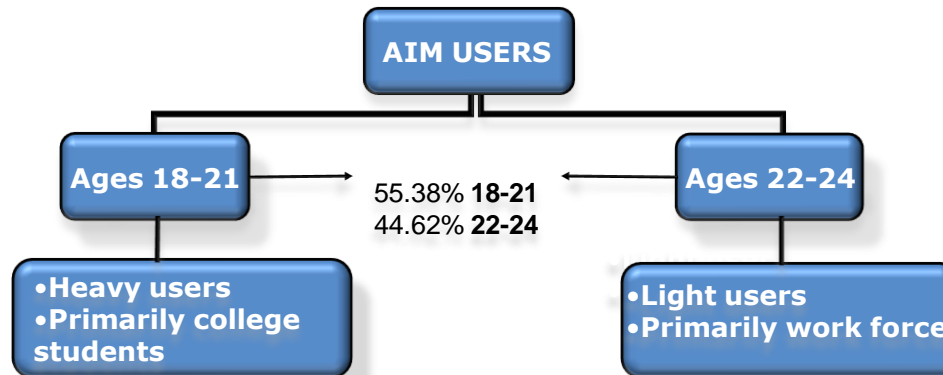 AIM USERS
Ages 18-21
Ages 22-24
55.38% 18-21
44.62% 22-24
•Heavy users
•Primarily college
students
•Light users
•Primarily work force